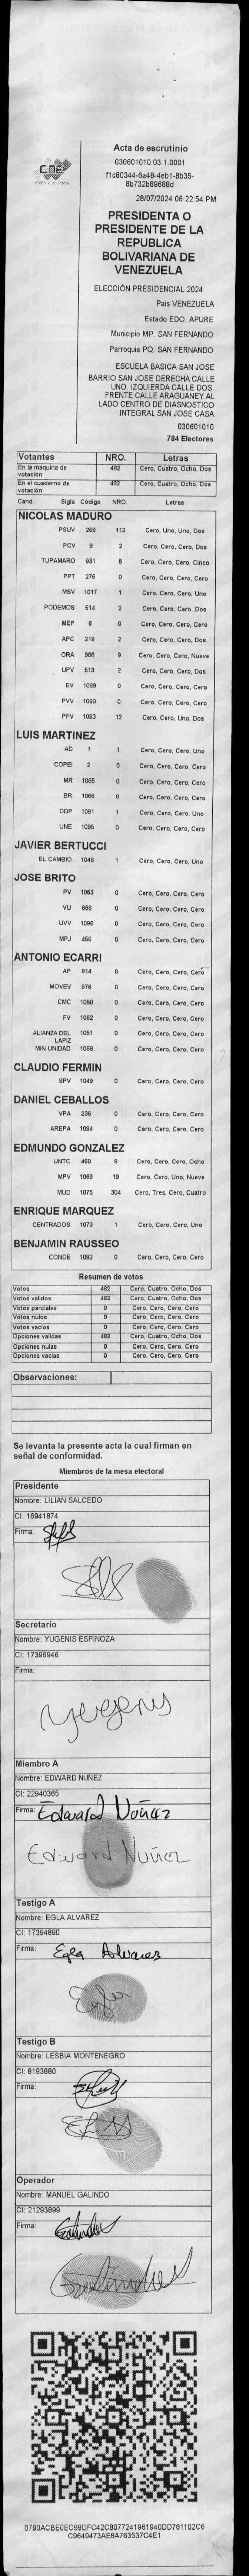 CNE
Acta de escrutinio
030601010.03.1.0001
f1c60344-6a48-4eb1-8b35-
8b732b89688d
28/07/2024 06:22:54 PM
PRESIDENTA O
PRESIDENTE DE LA
REPUBLICA
BOLIVARIANA DE
VENEZUELA
ELECCIÓN PRESIDENCIAL 2024
Pais VENEZUELA
Estado EDO. APURE
Municipio MP. SAN FERNANDO
Parroquia PQ. SAN FERNANDO
ESCUELA BASICA SAN JOSE
BARRIO SAN JOSE DERECHA CALLE
UNO. IZQUIERDA CALLE DOS.
FRENTE CALLE ARAGUANEY AL
LADO CENTRO DE DIASNOSTICO
INTEGRAL SAN JOSE CASA
030601010
784 Electores
Votantes NRO. Letras
En la máquina de votación 482 Cero, Cuatro, Ocho, Dos
En el cuaderno de votación 482 Cero, Cuatro, Ocho, Dos
Cand. Sigla Código NRO. Letras
NICOLAS MADURO
PSUV 269 112 Cero, Uno, Uno, Dos
PCV 9 2 Cero, Cero, Cero, Dos
TUPAMARO 931 5 Cero, Cero, Cero, Cinco
PPT 276 0 Cero, Cero, Cero, Cero
MSV 1017 1 Cero, Cero, Cero, Uno
PODEMOS 514 2 Cero, Cero, Cero, Dos
MEP 6 0 Cero, Cero, Cero, Cero
APC 219 2 Cero, Cero, Cero, Dos
ORA 906 9 Cero, Cero, Cero, Nueve
UPV 513 2 Cero, Cero, Cero, Dos
EV 1089 0 Cero, Cero, Cero, Cero
PVV 1090 0 Cero, Cero, Cero, Cero
PFV 1093 12 Cero, Cero, Uno, Dos
LUIS MARTINEZ
AD 1 1 Cero, Cero, Cero, Uno
COPEI 2 0 Cero, Cero, Cero, Cero
MR 1065 0 Cero, Cero, Cero, Cero
BR 1066 0 Cero, Cero, Cero, Cero
DDP 1091 1 Cero, Cero, Cero, Uno
UNE 1095 0 Cero, Cero, Cero, Cero
JAVIER BERTUCCI
EL CAMBIO 1046 1 Cero, Cero, Cero, Uno
JOSE BRITO
PV 1053 0 Cero, Cero, Cero, Cero
VU 868 0 Cero, Cero, Cero, Cero
UVV 1096 0 Cero, Cero, Cero, Cero
MPJ 458 0 Cero, Cero, Cero, Cero
ANTONIO ECARRI
AP 814 0 Cero, Cero, Cero, Cero
MOVEV 878 0 Cero, Cero, Cero, Cero
CMC 1050 0 Cero, Cero, Cero, Cero
FV 1062 0 Cero, Cero, Cero, Cero
ALIANZA DEL LAPIZ 1051 0 Cero, Cero, Cero, Cero
MIN UNIDAD 1068 0 Cero, Cero, Cero, Cero
CLAUDIO FERMIN
SPV 1049 0 Cero, Cero, Cero, Cero
DANIEL CEBALLOS
VPA 236 0 Cero, Cero, Cero, Cero
AREPA 1094 0 Cero, Cero, Cero, Cero
EDMUNDO GONZALEZ
UNTC 460 8 Cero, Cero, Cero, Ocho
MPV 1069 19 Cero, Cero, Uno, Nueve
MUD 1075 304 Cero, Tres, Cero, Cuatro
ENRIQUE MARQUEZ
CENTRADOS 1073 1 Cero, Cero, Cero, Uno
BENJAMIN RAUSSEO
CONDE 1092 0 Cero, Cero, Cero, Cero
Resumen de votos
Votos 482 Cero, Cuatro, Ocho, Dos
Votos validos 482 Cero, Cuatro, Ocho, Dos
Votos parciales 0 Cero, Cero, Cero, Cero
Votos nulos 0 Cero, Cero, Cero, Cero
Votos vacios 0 Cero, Cero, Cero, Cero
Opciones validas 482 Cero, Cuatro, Ocho, Dos
Opciones nulas 0 Cero, Cero, Cero, Cero
Opciones vacias 0 Cero, Cero, Cero, Cero
Observaciones:
Se levanta la presente acta la cual firman en
señal de conformidad.
Miembros de la mesa electoral
Presidente
Nombre: LILIAN SALCEDO
CI: 16941874
Firma:
Secretario
Nombre: YUGENIS ESPINOZA
CI: 17396946
Firma:
Yugenis
Miembro A
Nombre: EDWARD NUÑEZ
CI: 22940365
Firma: Edward Nuñez
Edward Nuñez
Testigo A
Nombre: EGLA ALVAREZ
CI: 17394890
Firma: Egla Alvarez
Egla
Testigo B
Nombre: LESBIA MONTENEGRO
CI: 8193880
Firma:
Operador
Nombre: MANUEL GALINDO
CI: 21293899
Firma:
0790ACBE0EC99DFC42C8077241961940DD761102C6
C9649473AE8A763537C4E1